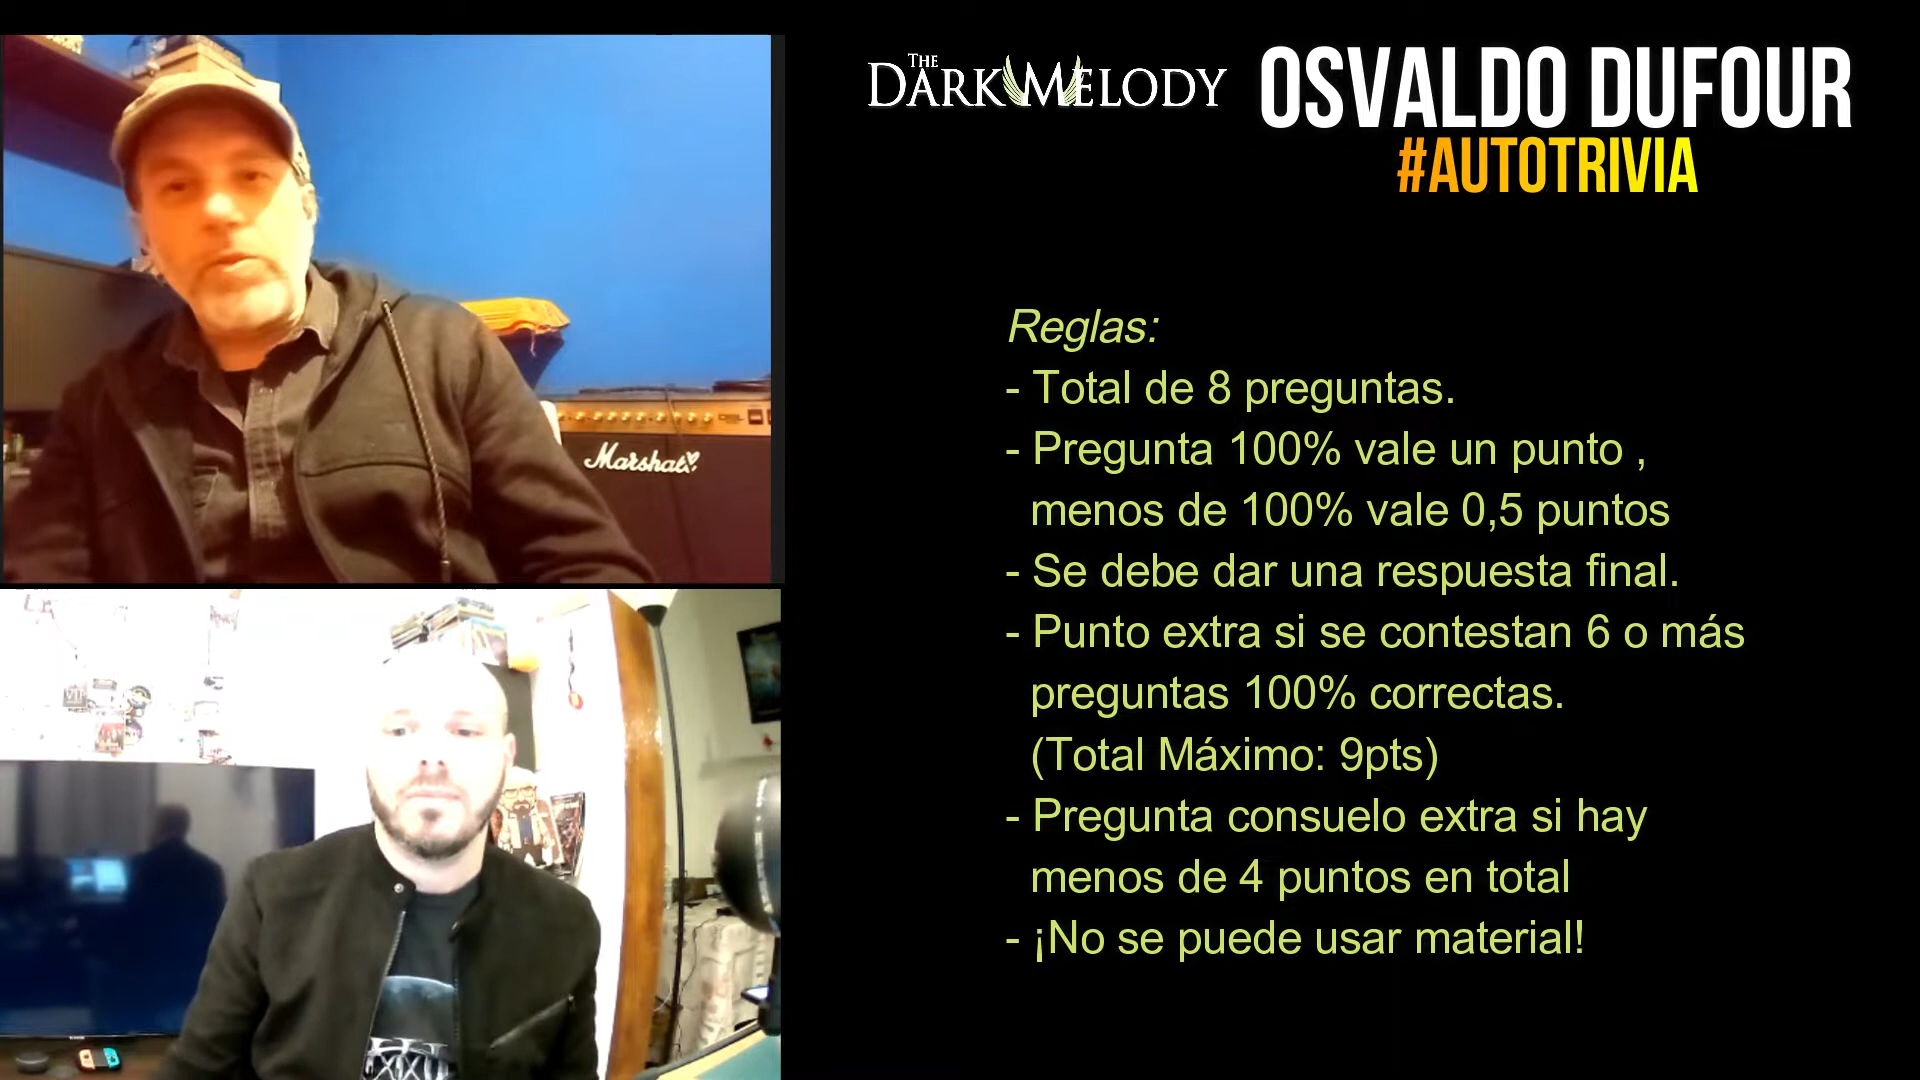 THE
DARK MELODY
OSVALDO DUFOUR
#AUTOTRIVIA
Reglas:
- Total de 8 preguntas.
- Pregunta 100% vale un punto ,
menos de 100% vale 0,5 puntos
- Se debe dar una respuesta final.
- Punto extra si se contestan 6 o más
preguntas 100% correctas.
(Total Máximo: 9pts)
- Pregunta consuelo extra si hay
menos de 4 puntos en total
- ¡No se puede usar material!
Marshall
VIP